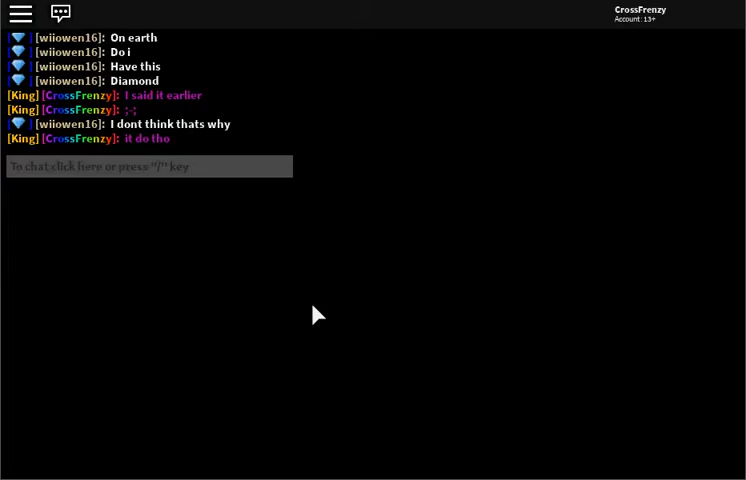 CrossFrenzy
Account: 13+
[wiiowen16]: On earth
[wiiowen16]: Do i
[wiiowen16]: Have this
[wiiowen16]: Diamond
[King] [CrossFrenzy]: I said it earlier
[King] [CrossFrenzy]: ;-;
[wiiowen16]: I dont think thats why
[King] [CrossFrenzy]: it do tho
To chat click here or press "/" key